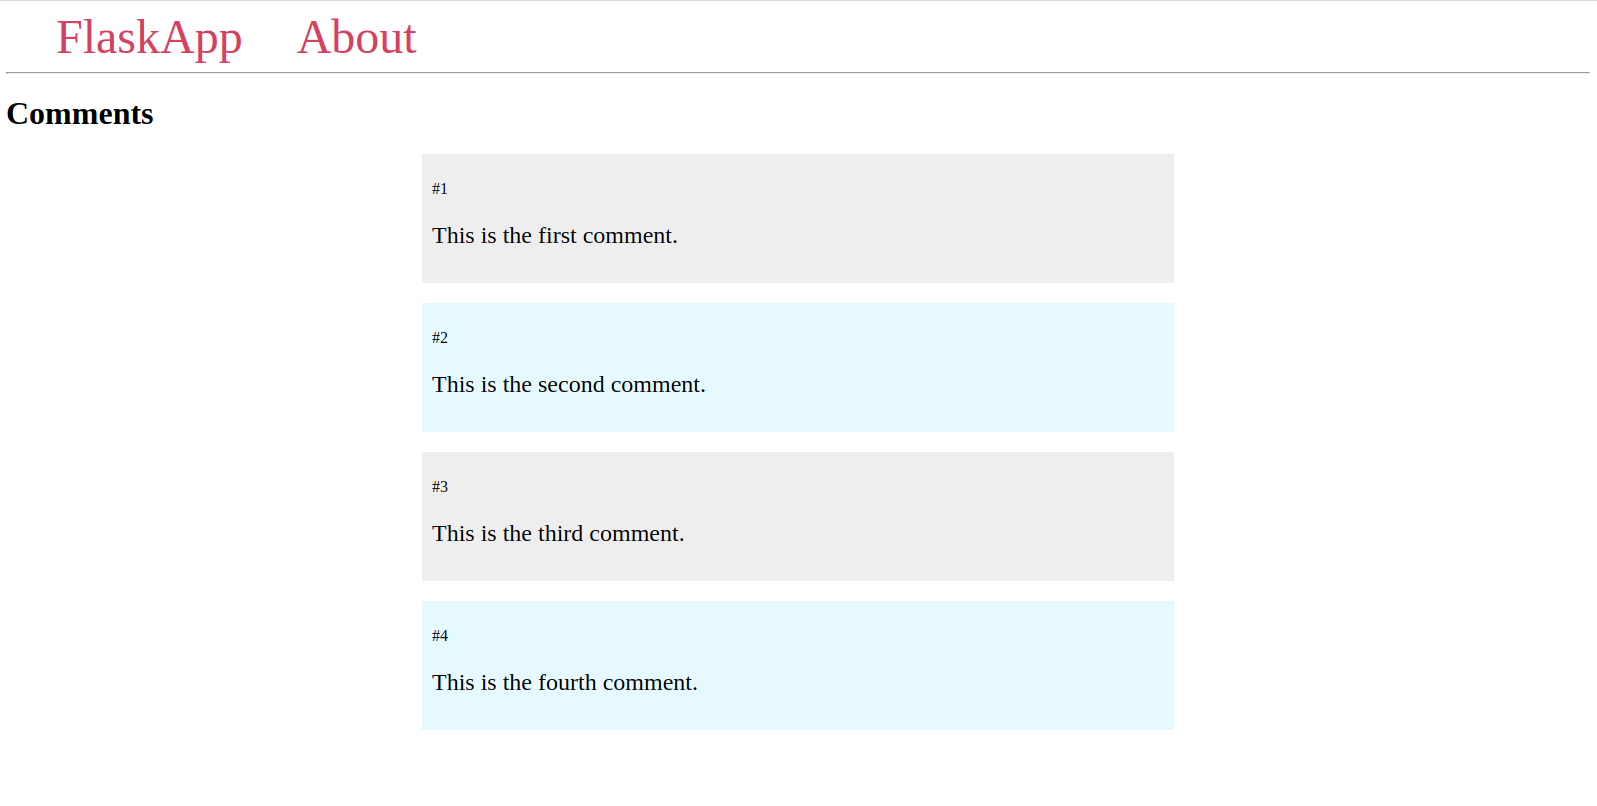 FlaskApp About
Comments
#1
This is the first comment.
#2
This is the second comment.
#3
This is the third comment.
#4
This is the fourth comment.